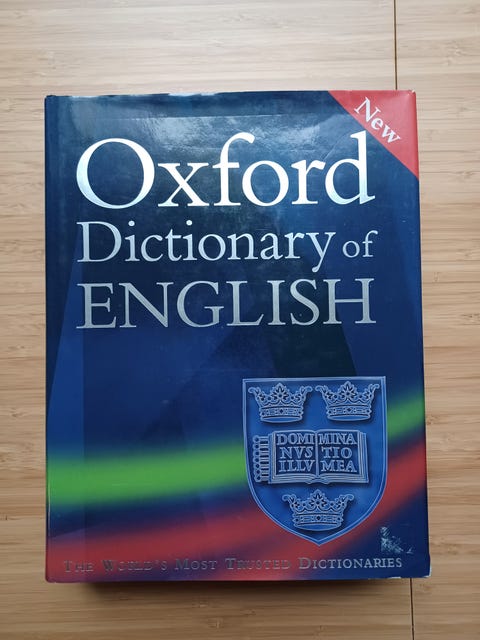 New
Oxford
Dictionary of
ENGLISH
DOMI MINA
NVS TIO
ILLV MEA
THE WORLD'S MOST TRUSTED DICTIONARIES